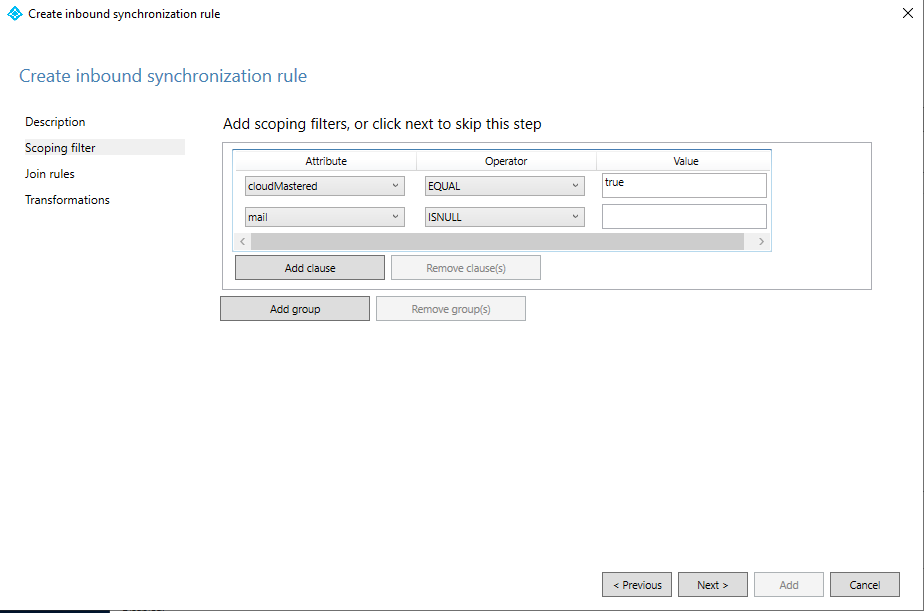 Create inbound synchronization rule
Create inbound synchronization rule
Description
Scoping filter
Join rules
Transformations
Add scoping filters, or click next to skip this step
Attribute Operator Value
cloudMastered EQUAL true
mail ISNULL
Add clause Remove clause(s)
Add group Remove group(s)
< Previous Next > Add Cancel